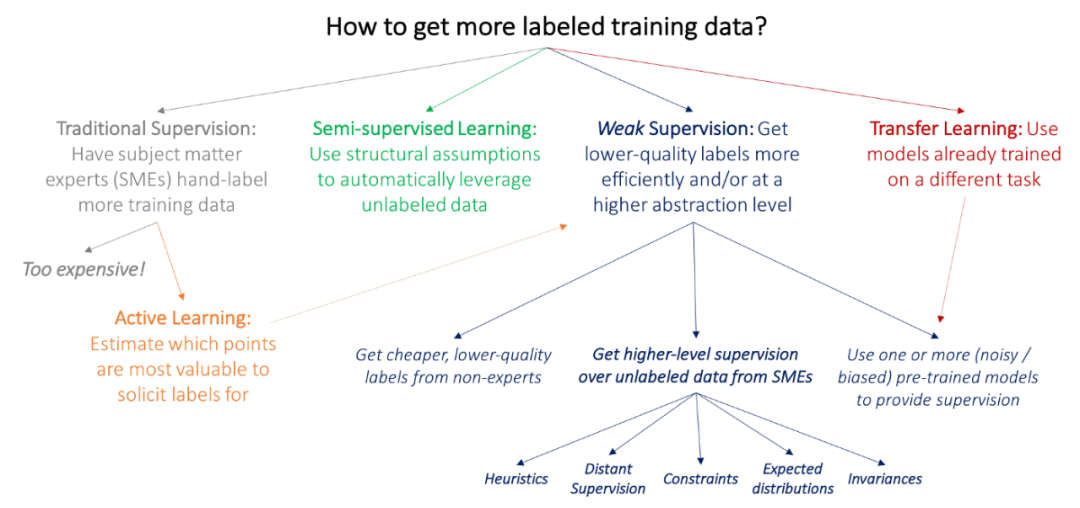 How to get more labeled training data?
Traditional Supervision:
Have subject matter
experts (SMEs) hand-label
more training data
Semi-supervised Learning:
Use structural assumptions
to automatically leverage
unlabeled data
Weak Supervision: Get
lower-quality labels more
efficiently and/or at a
higher abstraction level
Transfer Learning: Use
models already trained
on a different task
Too expensive!
Active Learning:
Estimate which points
are most valuable to
solicit labels for
Get cheaper, lower-quality
labels from non-experts
Get higher-level supervision
over unlabeled data from SMEs
Use one or more (noisy /
biased) pre-trained models
to provide supervision
Heuristics
Distant
Supervision
Constraints
Expected
distributions
Invariances